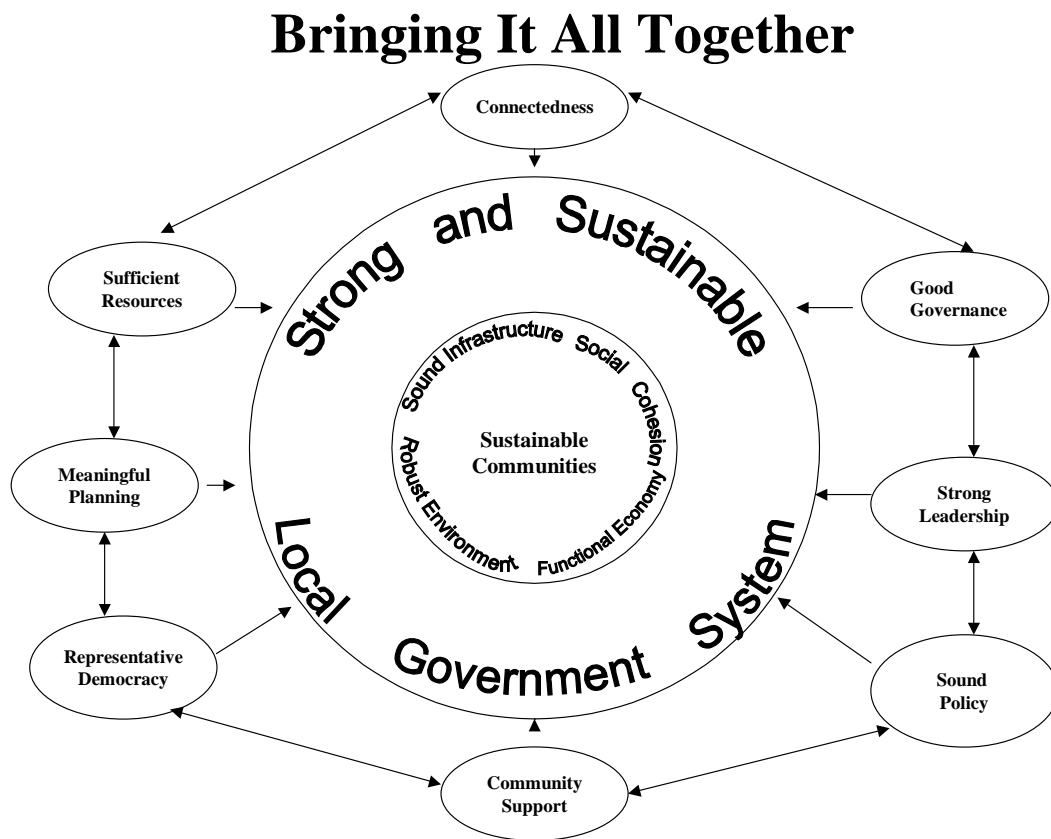 Bringing It All Together
Connectedness
Sufficient
Resources
Good
Governance
Strong and Sustainable
Sound Infrastructure Social Cohesion
Sustainable
Communities
Robust Environment Functional Economy
Meaningful
Planning
Strong
Leadership
Local Government System
Representative
Democracy
Sound
Policy
Community
Support